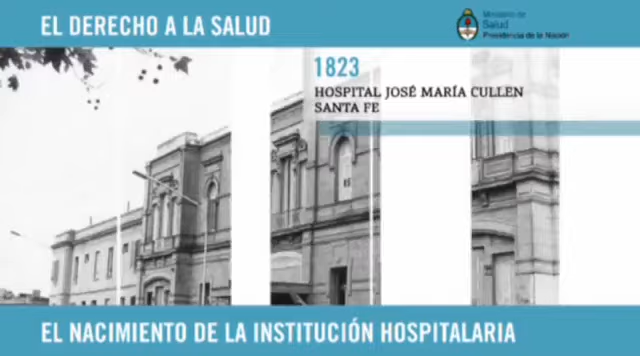 EL DERECHO A LA SALUD
Ministerio de
Salud
Presidencia de la Nación
1823
HOSPITAL JOSÉ MARÍA CULLEN
SANTA FE
EL NACIMIENTO DE LA INSTITUCIÓN HOSPITALARIA